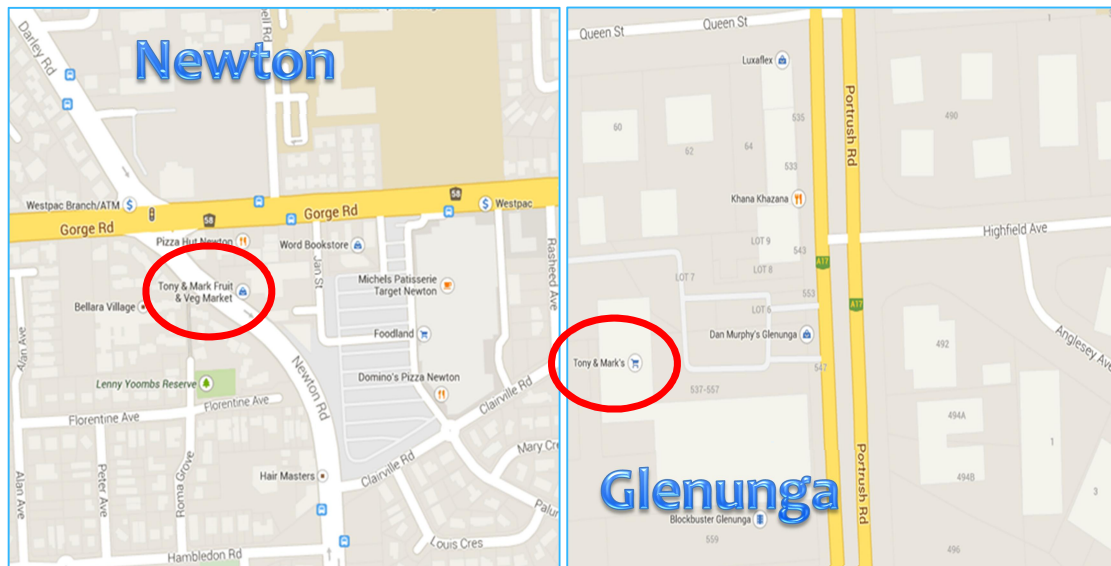 Darley Rd
bell Rd
Newton
Westpac Branch/ATM
58
58
Westpac
Gorge Rd
Gorge Rd
Pizza Hut Newton
Word Bookstore
Jan St
Rasheed Ave
Tony & Mark Fruit
& Veg Market
Michels Patisserie
Target Newton
Bellara Village
Foodland
Alan Ave
Lenny Yoombs Reserve
Domino's Pizza Newton
Newton Rd
Clairville Rd
Florentine Ave
Florentine Ave
Mary Cre
Hair Masters
Clairville Rd
Alan Ave
Peter Ave
Roma Grove
Palur
Louis Cres
Hambledon Rd
Queen St
Queen St
1
Luxaflex
Portrush Rd
535
490
60
62
64
533
Khana Khazana
Highfield Ave
LOT 9
543
LOT 7
LOT 8
A17
553
A17
LOT 6
Dan Murphy's Glenunga
492
Anglesey Ave
Tony & Mark's
547
537-557
494A
1
Portrush Rd
Glenunga
494B
3
Blockbuster Glenunga
559
496